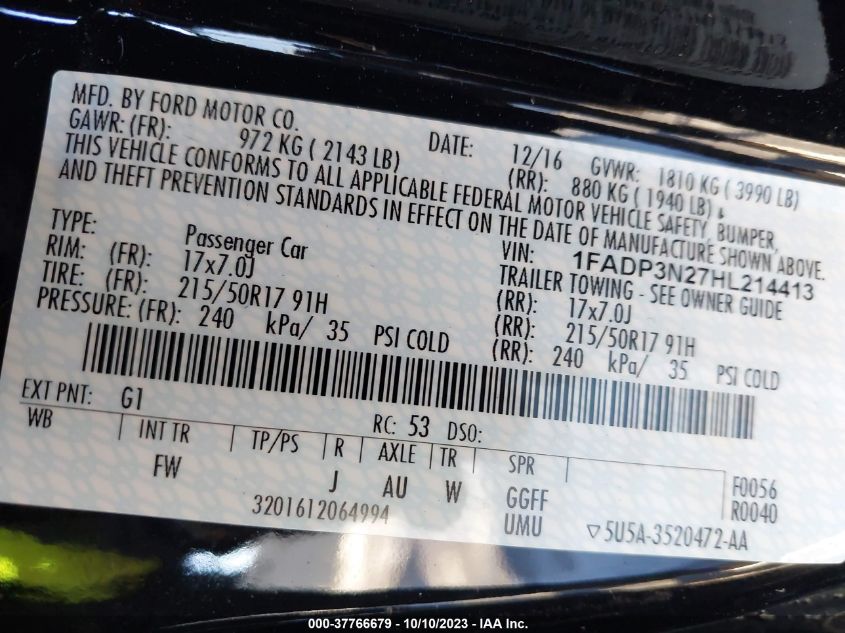 MFD. BY FORD MOTOR CO. DATE: 12/16 GVWR: 1810 KG ( 3990 LB)
GAWR: (FR): 972 KG ( 2143 LB) (RR): 880 KG ( 1940 LB) &
THIS VEHICLE CONFORMS TO ALL APPLICABLE FEDERAL MOTOR VEHICLE SAFETY, BUMPER,
AND THEFT PREVENTION STANDARDS IN EFFECT ON THE DATE OF MANUFACTURE SHOWN ABOVE.
VIN: 1FADP3N27HL214413
TYPE: Passenger Car TRAILER TOWING - SEE OWNER GUIDE
RIM: (FR): 17x7.0J (RR): 17x7.0J
TIRE: (FR): 215/50R17 91H (RR): 215/50R17 91H
PRESSURE: (FR): 240 kPa/ 35 PSI COLD (RR): 240 kPa/ 35 PSI COLD
EXT PNT: G1 RC: 53 DSO:
WB INT TR TP/PS R AXLE TR SPR
FW J AU W GGFF F0056
3201612064994 UMU R0040
▽5U5A-3520472-AA
000-37766679 - 10/10/2023 - IAA Inc.